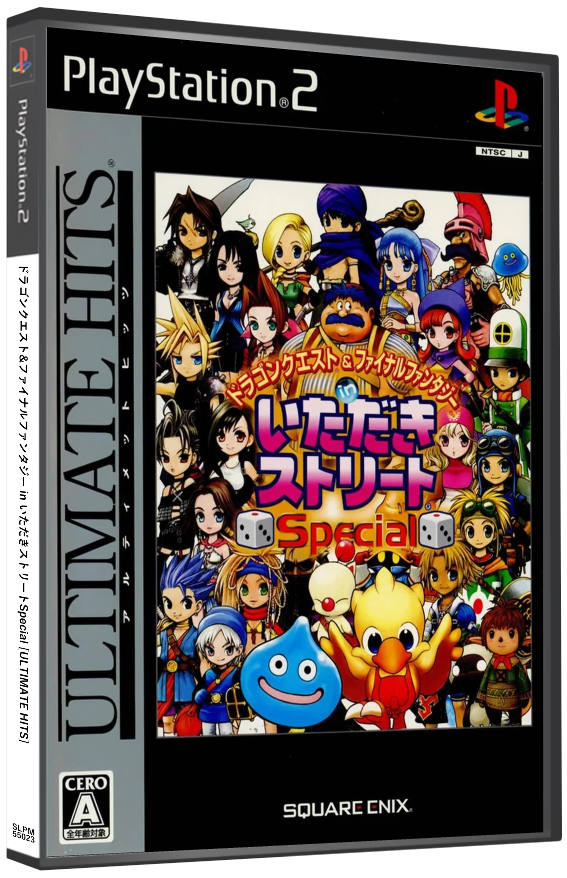 PlayStation®2
PlayStation®2
NTSC J
ULTIMATE HITS®
アルティメットヒッツ
ドラゴンクエスト&ファイナルファンタジー
in
いただき
ストリート
Special
ドラゴンクエスト&ファイナルファンタジー in いただきストリートSpecial [ULTIMATE HITS]
SLPM
55023
CERO
A
全年齢対象
SQUARE ENIX®